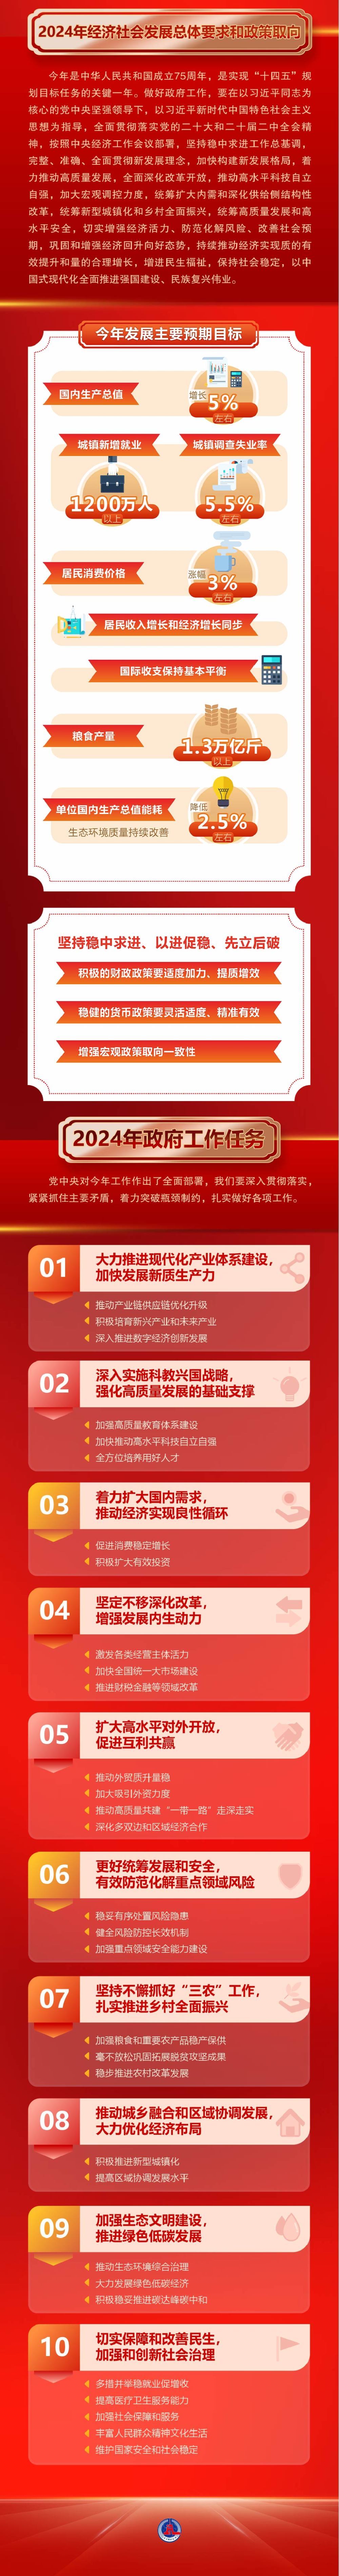 2024年经济社会发展总体要求和政策取向
今年是中华人民共和国成立75周年，是实现“十四五”规
划目标任务的关键一年。做好政府工作，要在以习近平同志为
核心的党中央坚强领导下，以习近平新时代中国特色社会主义
思想为指导，全面贯彻落实党的二十大和二十届二中全会精
神，按照中央经济工作会议部署，坚持稳中求进工作总基调，
完整、准确、全面贯彻新发展理念，加快构建新发展格局，着
力推动高质量发展，全面深化改革开放，推动高水平科技自立
自强，加大宏观调控力度，统筹扩大内需和深化供给侧结构性
改革，统筹新型城镇化和乡村全面振兴，统筹高质量发展和高
水平安全，切实增强经济活力、防范化解风险、改善社会预
期，巩固和增强经济回升向好态势，持续推动经济实现质的有
效提升和量的合理增长，增进民生福祉，保持社会稳定，以中
国式现代化全面推进强国建设、民族复兴伟业。
今年发展主要预期目标
国内生产总值
增长
5%
左右
城镇新增就业
城镇调查失业率
1200万人
以上
5.5%
左右
居民消费价格
涨幅
3%
左右
居民收入增长和经济增长同步
国际收支保持基本平衡
粮食产量
1.3万亿斤
以上
单位国内生产总值能耗
降低
2.5%
左右
生态环境质量持续改善
坚持稳中求进、以进促稳、先立后破
积极的财政政策要适度加力、提质增效
稳健的货币政策要灵活适度、精准有效
增强宏观政策取向一致性
2024年政府工作任务
党中央对今年工作作出了全面部署，我们要深入贯彻落实，
紧紧抓住主要矛盾，着力突破瓶颈制约，扎实做好各项工作。
01
大力推进现代化产业体系建设，
加快发展新质生产力
推动产业链供应链优化升级
积极培育新兴产业和未来产业
深入推进数字经济创新发展
02
深入实施科教兴国战略，
强化高质量发展的基础支撑
加强高质量教育体系建设
加快推动高水平科技自立自强
全方位培养用好人才
03
着力扩大国内需求，
推动经济实现良性循环
促进消费稳定增长
积极扩大有效投资
04
坚定不移深化改革，
增强发展内生动力
激发各类经营主体活力
加快全国统一大市场建设
推进财税金融等领域改革
05
扩大高水平对外开放，
促进互利共赢
推动外贸质升量稳
加大吸引外资力度
推动高质量共建“一带一路”走深走实
深化多双边和区域经济合作
06
更好统筹发展和安全，
有效防范化解重点领域风险
稳妥有序处置风险隐患
健全风险防控长效机制
加强重点领域安全能力建设
07
坚持不懈抓好“三农”工作，
扎实推进乡村全面振兴
加强粮食和重要农产品稳产保供
毫不放松巩固拓展脱贫攻坚成果
稳步推进农村改革发展
08
推动城乡融合和区域协调发展，
大力优化经济布局
积极推进新型城镇化
提高区域协调发展水平
09
加强生态文明建设，
推进绿色低碳发展
推动生态环境综合治理
大力发展绿色低碳经济
积极稳妥推进碳达峰碳中和
10
切实保障和改善民生，
加强和创新社会治理
多措并举稳就业促增收
提高医疗卫生服务能力
加强社会保障和服务
丰富人民群众精神文化生活
维护国家安全和社会稳定